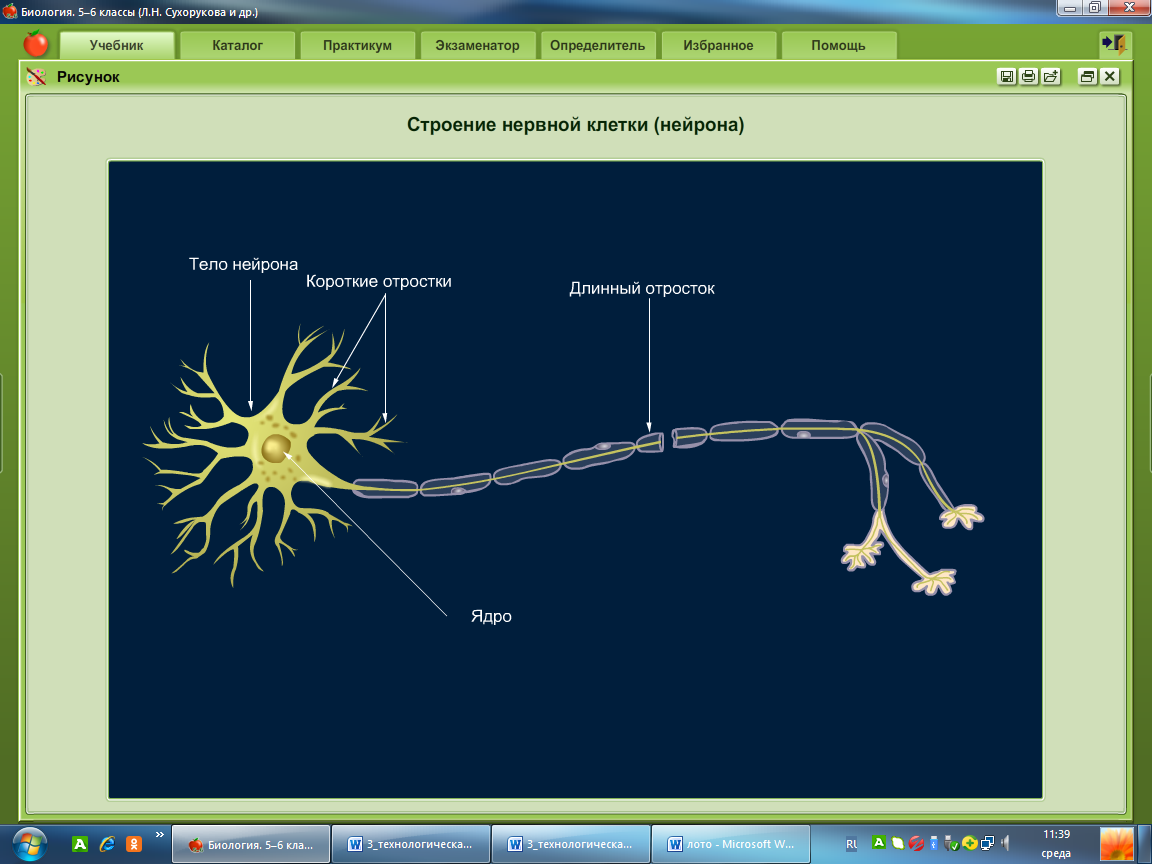 Биология. 5–6 классы (Л.Н. Сухорукова и др.)
Учебник
Каталог
Практикум
Экзаменатор
Определитель
Избранное
Помощь
Рисунок
Строение нервной клетки (нейрона)
Тело нейрона
Короткие отростки
Длинный отросток
Ядро
Биология. 5–6 кла...
3_технологическа...
3_технологическа...
лото - Microsoft W...
RU
11:39
среда